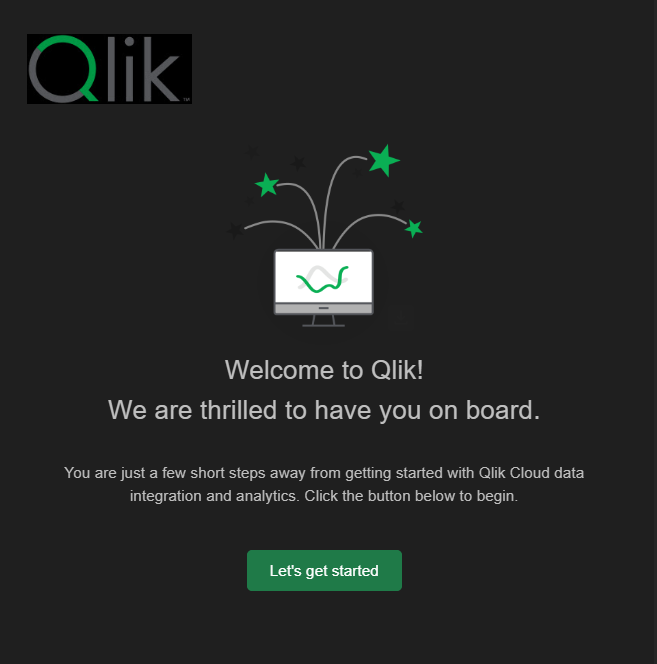 Qlik™
Welcome to Qlik!
We are thrilled to have you on board.
You are just a few short steps away from getting started with Qlik Cloud data
integration and analytics. Click the button below to begin.
Let's get started